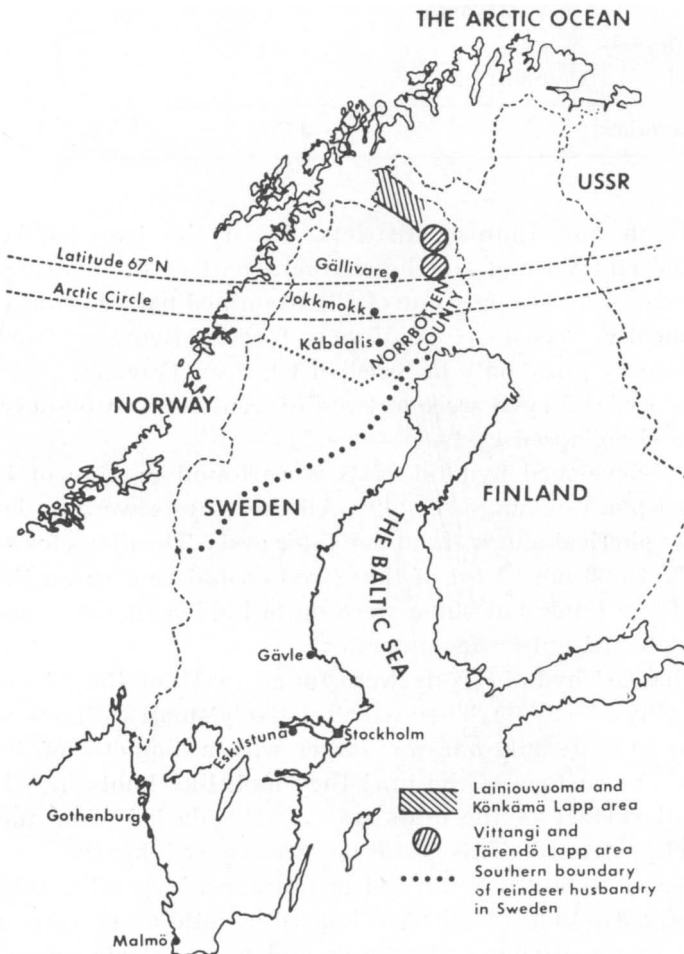 THE ARCTIC OCEAN
USSR
Latitude 67°N
Gällivare
Arctic Circle
Jokkmokk
Kåbdalis
NORRBOTTEN
COUNTY
NORWAY
SWEDEN
FINLAND
THE BALTIC SEA
Gävle
Eskilstuna
Stockholm
Gothenburg
Malmö
Lainiouvuoma and
Könkämä Lapp area
Vittangi and
Tärendö Lapp area
Southern boundary
of reindeer husbandry
in Sweden